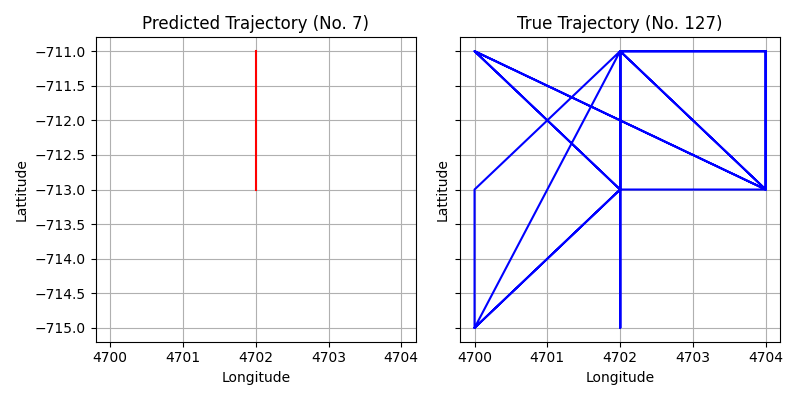 Predicted Trajectory (No. 7)
True Trajectory (No. 127)
−711.0
−711.5
−712.0
−712.5
−713.0
−713.5
−714.0
−714.5
−715.0
Lattitude
Lattitude
4700 4701 4702 4703 4704
4700 4701 4702 4703 4704
Longitude
Longitude